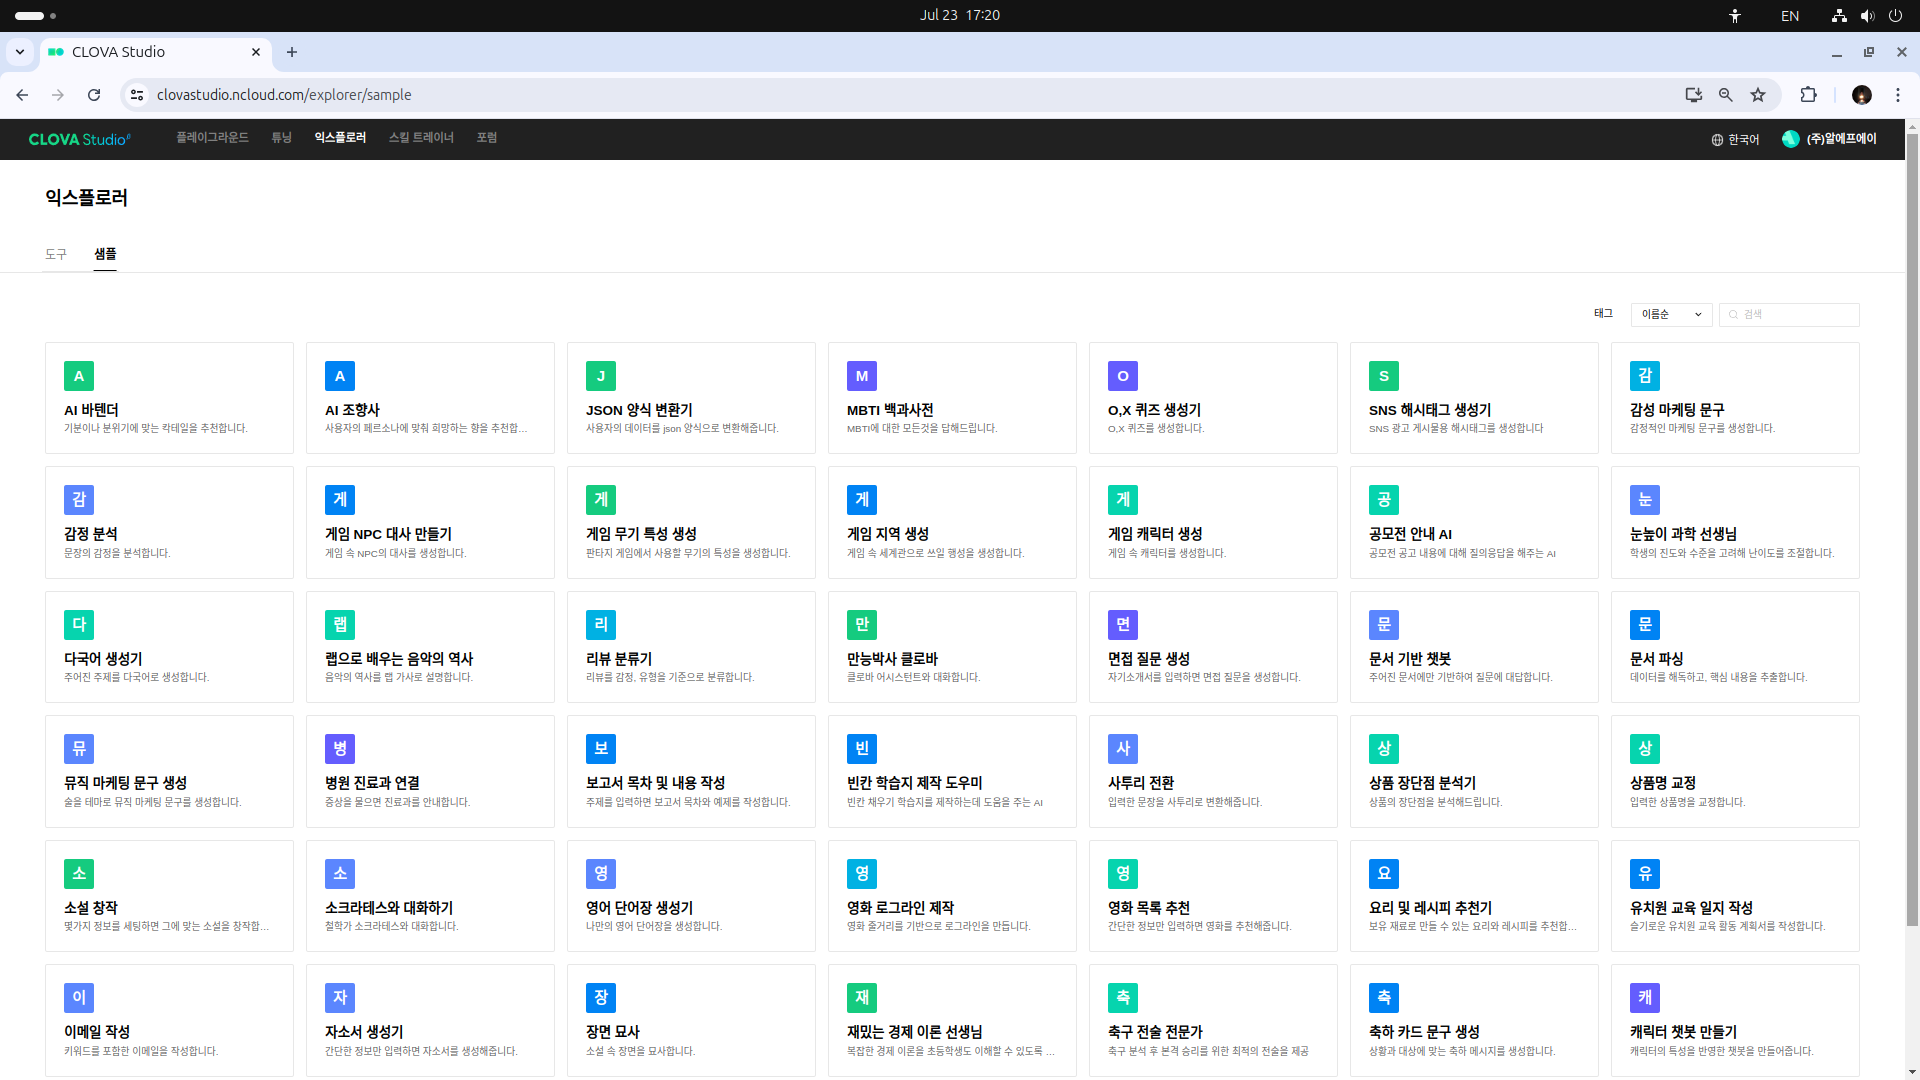 Jul 23 17:20
EN
CLOVA Studio
clovastudio.ncloud.com/explorer/sample
CLOVA Studioβ
플레이그라운드
튜닝
익스플로러
스킬 트레이너
포럼
한국어
(주)알에프에이
익스플로러
도구
샘플
태그
이름순
검색
A
AI 바텐더
기분이나 분위기에 맞는 칵테일을 추천합니다.
A
AI 조향사
사용자의 페르소나에 맞춰 희망하는 향을 추천합...
J
JSON 양식 변환기
사용자의 데이터를 json 양식으로 변환해줍니다.
M
MBTI 백과사전
MBTI에 대한 모든것을 답해드립니다.
O
O,X 퀴즈 생성기
O,X 퀴즈를 생성합니다.
S
SNS 해시태그 생성기
SNS 광고 게시물용 해시태그를 생성합니다
감
감성 마케팅 문구
감정적인 마케팅 문구를 생성합니다.
감
감정 분석
문장의 감정을 분석합니다.
게
게임 NPC 대사 만들기
게임 속 NPC의 대사를 생성합니다.
게
게임 무기 특성 생성
판타지 게임에서 사용할 무기의 특성을 생성합니다.
게
게임 지역 생성
게임 속 세계관으로 쓰일 행성을 생성합니다.
게
게임 캐릭터 생성
게임 속 캐릭터를 생성합니다.
공
공모전 안내 AI
공모전 공고 내용에 대해 질의응답을 해주는 AI
눈
눈높이 과학 선생님
학생의 진도와 수준을 고려해 난이도를 조절합니다.
다
다국어 생성기
주어진 주제를 다국어로 생성합니다.
랩
랩으로 배우는 음악의 역사
음악의 역사를 랩 가사로 설명합니다.
리
리뷰 분류기
리뷰를 감정, 유형을 기준으로 분류합니다.
만
만능박사 클로바
클로바 어시스턴트와 대화합니다.
면
면접 질문 생성
자기소개서를 입력하면 면접 질문을 생성합니다.
문
문서 기반 챗봇
주어진 문서에만 기반하여 질문에 대답합니다.
문
문서 파싱
데이터를 해독하고, 핵심 내용을 추출합니다.
뮤
뮤직 마케팅 문구 생성
술을 테마로 뮤직 마케팅 문구를 생성합니다.
병
병원 진료과 연결
증상을 물으면 진료과를 안내합니다.
보
보고서 목차 및 내용 작성
주제를 입력하면 보고서 목차와 예제를 작성합니다.
빈
빈칸 학습지 제작 도우미
빈칸 채우기 학습지를 제작하는데 도움을 주는 AI
사
사투리 전환
입력한 문장을 사투리로 변환해줍니다.
상
상품 장단점 분석기
상품의 장단점을 분석해드립니다.
상
상품명 교정
입력한 상품명을 교정합니다.
소
소설 창작
몇가지 정보를 세팅하면 그에 맞는 소설을 창작합...
소
소크라테스와 대화하기
철학가 소크라테스와 대화합니다.
영
영어 단어장 생성기
나만의 영어 단어장을 생성합니다.
영
영화 로그라인 제작
영화 줄거리를 기반으로 로그라인을 만듭니다.
영
영화 목록 추천
간단한 정보만 입력하면 영화를 추천해줍니다.
요
요리 및 레시피 추천기
보유 재료로 만들 수 있는 요리와 레시피를 추천합...
유
유치원 교육 일지 작성
슬기로운 유치원 교육 활동 계획서를 작성합니다.
이
이메일 작성
키워드를 포함한 이메일을 작성합니다.
자
자소서 생성기
간단한 정보만 입력하면 자소서를 생성해줍니다.
장
장면 묘사
소설 속 장면을 묘사합니다.
재
재밌는 경제 이론 선생님
복잡한 경제 이론을 초등학생도 이해할 수 있도록 ...
축
축구 전술 전문가
축구 분석 후 본격 승리를 위한 최적의 전술을 제공
축
축하 카드 문구 생성
상황과 대상에 맞는 축하 메시지를 생성합니다.
캐
캐릭터 챗봇 만들기
캐릭터의 특성을 반영한 챗봇을 만들어줍니다.